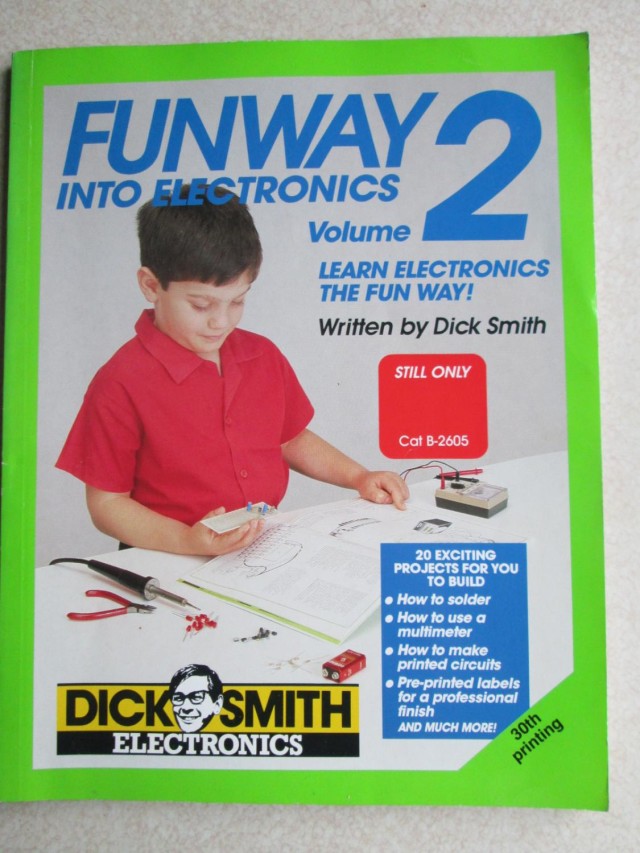 FUNWAY 2
INTO ELECTRONICS
Volume
LEARN ELECTRONICS
THE FUN WAY!
Written by Dick Smith
STILL ONLY
Cat B-2605
20 EXCITING
PROJECTS FOR YOU
TO BUILD
• How to solder
• How to use a
multimeter
• How to make
printed circuits
• Pre-printed labels
for a professional
finish
AND MUCH MORE!
30th
printing
DICK SMITH
ELECTRONICS